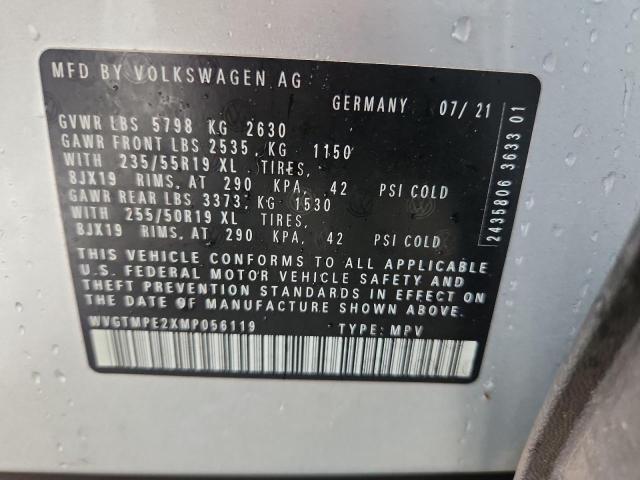 MFD BY VOLKSWAGEN AG
GERMANY 07/21
GVWR LBS 5798 KG 2630
GAWR FRONT LBS 2535 KG 1150
WITH 235/55R19 XL TIRES,
8JX19 RIMS, AT 290 KPA, 42 PSI COLD
GAWR REAR LBS 3373; KG 1530
WITH 255/50R19 XL TIRES,
8JX19 RIMS, AT 290 KPA, 42 PSI COLD
THIS VEHICLE CONFORMS TO ALL APPLICABLE
U.S. FEDERAL MOTOR VEHICLE SAFETY AND
THEFT PREVENTION STANDARDS IN EFFECT ON
THE DATE OF MANUFACTURE SHOWN ABOVE
WVGTMPE2XMP056119 TYPE: MPV
2435806 3633 01